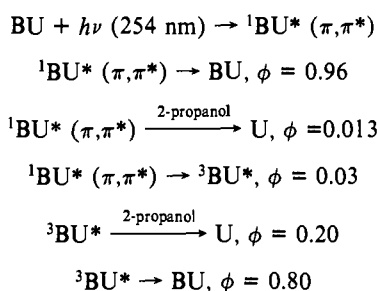 BU + hν (254 nm) → ¹BU* (π,π*)
¹BU* (π,π*) → BU, ϕ = 0.96
¹BU* (π,π*) —2-propanol→ U, ϕ =0.013
¹BU* (π,π*) → ³BU*, ϕ = 0.03
³BU* —2-propanol→ U, ϕ = 0.20
³BU* → BU, ϕ = 0.80